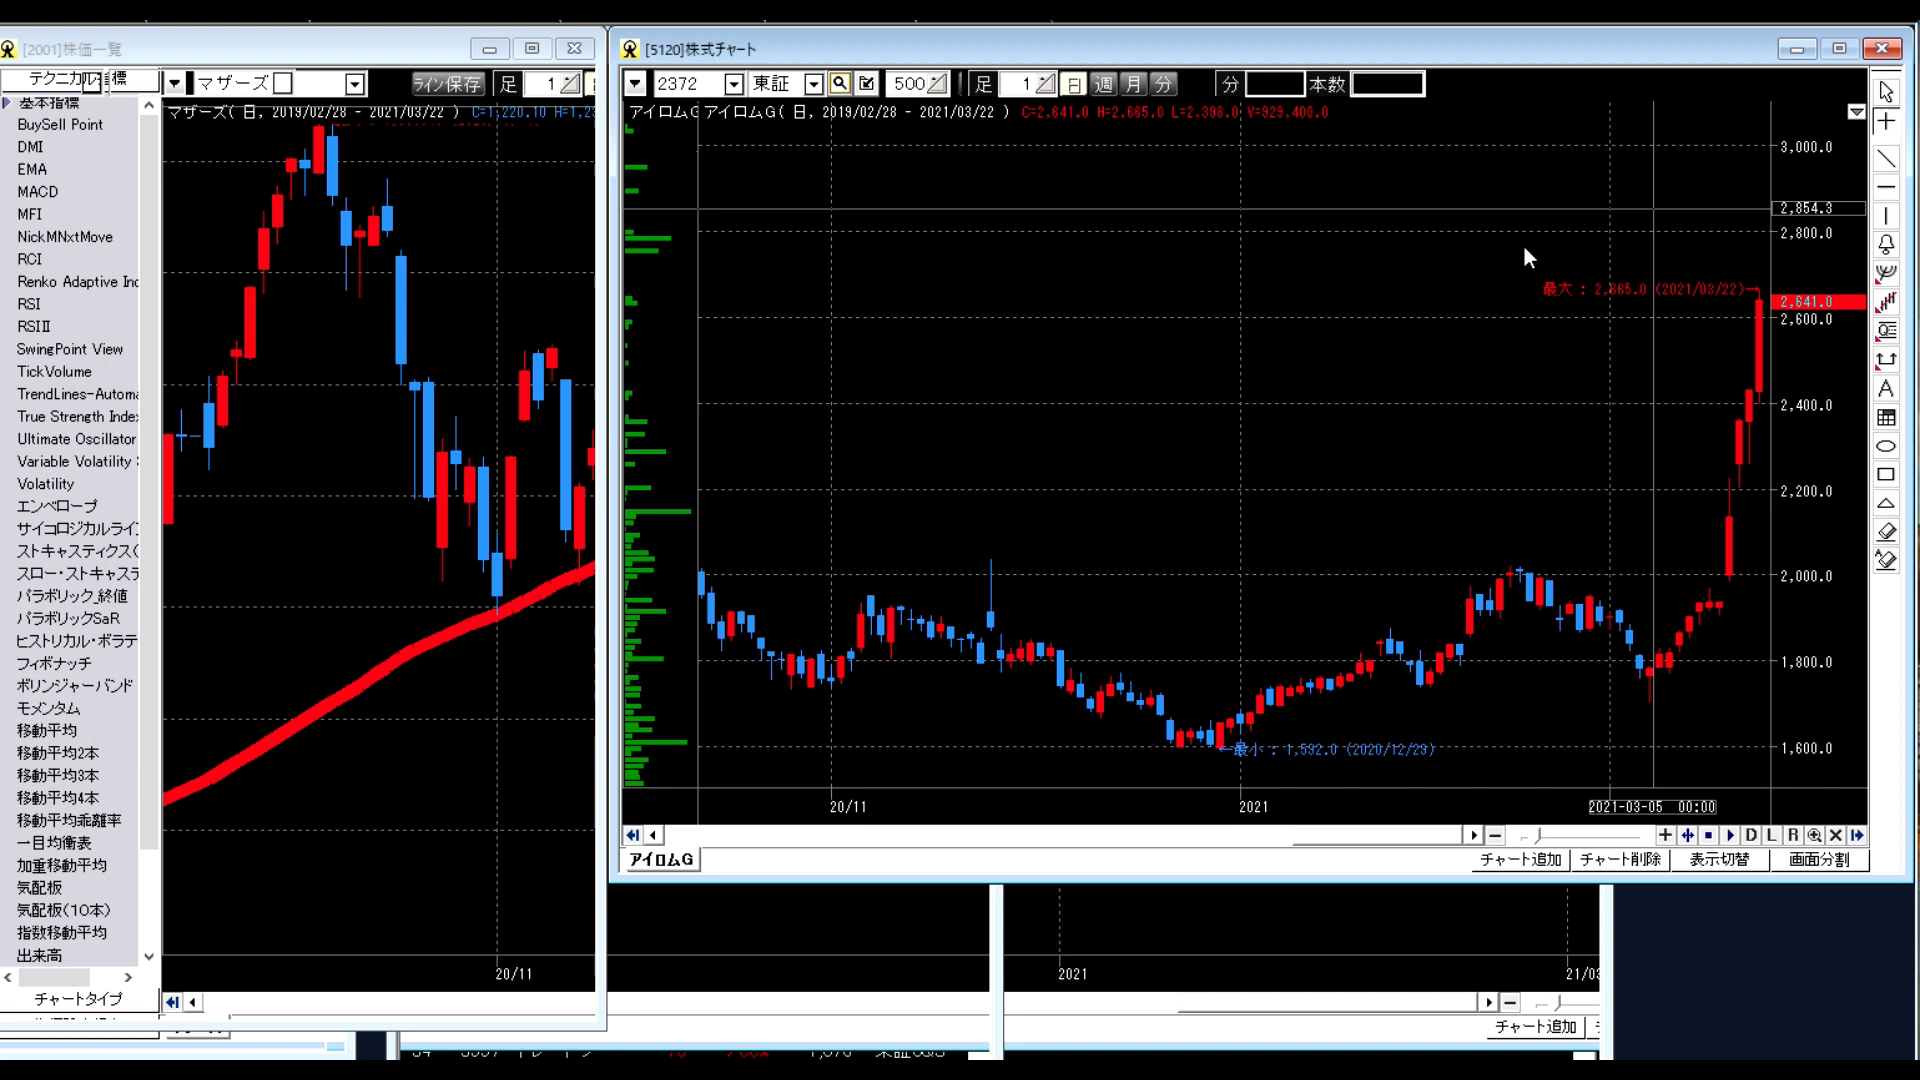 [2001]株価一覧
マザーズ
ライン保存
足
1
基本指標
BuySell Point
DMI
EMA
MACD
MFI
NickMNxtMove
RCI
Renko Adaptive Ind
RSI
RSIⅡ
SwingPoint View
TickVolume
TrendLines-Automa
True Strength Index
Ultimate Oscillator
Variable Volatility
Volatility
エンベロープ
サイコロジカルライン
ストキャスティクス(
スロー・ストキャステ
パラボリック_終値
パラボリックSaR
ヒストリカル・ボラテ
フィボナッチ
ボリンジャーバンド
モメンタム
移動平均
移動平均2本
移動平均3本
移動平均4本
移動平均乖離率
一目均衡表
加重移動平均
気配板
気配板(10本)
指数移動平均
出来高
チャートタイプ
マザーズ( 日, 2019/02/28 - 2021/03/22 ) C=1,220.10 H=1,23
20/11
[5120]株式チャート
2372
東証
500
足
1
日
週
月
分
分
本数
アイロムG アイロムG( 日, 2019/02/28 - 2021/03/22 ) C=2,641.0 H=2,665.0 L=2,398.0 V=929,400.0
3,000.0
2,854.3
2,800.0
最大 : 2,665.0 (2021/03/22)→
2,641.0
2,600.0
2,400.0
2,200.0
2,000.0
1,800.0
1,600.0
←最小 : 1,592.0 (2020/12/29)
20/11
2021
2021-03-05 00:00
D L R
アイロムG
チャート追加
チャート削除
表示切替
画面分割
A
2021
チャート追加